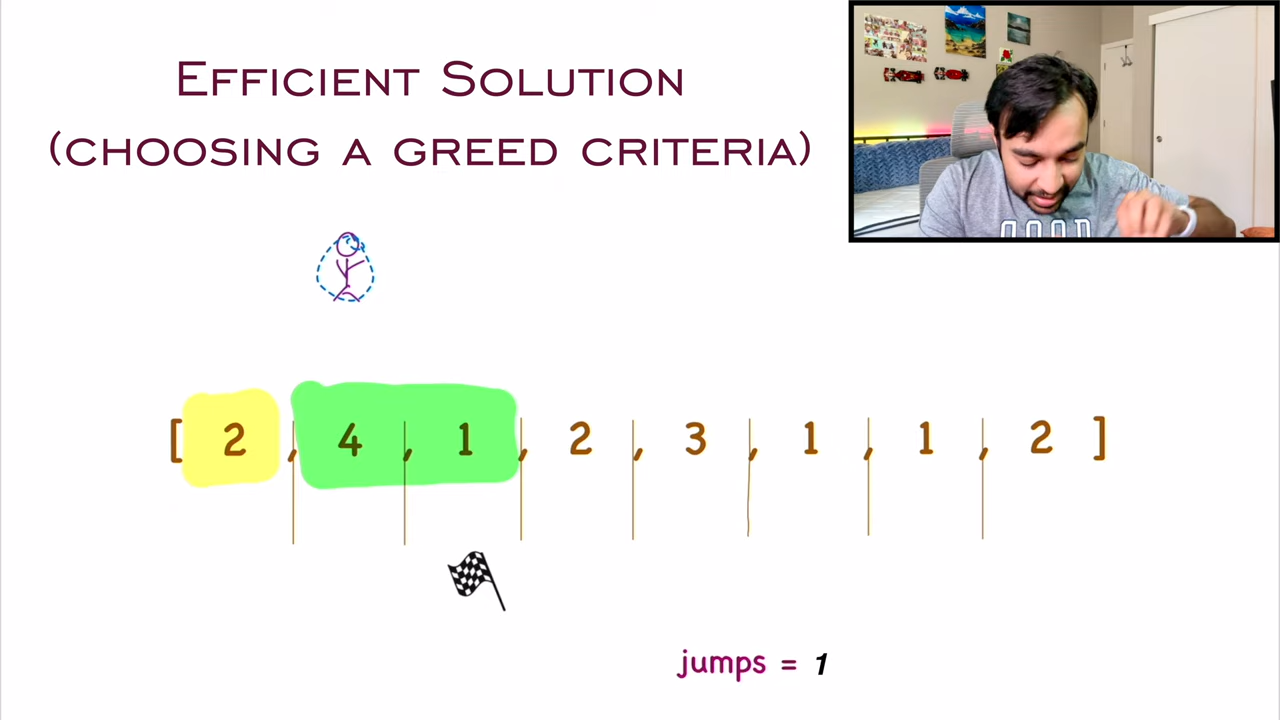 EFFICIENT SOLUTION
(CHOOSING A GREED CRITERIA)
[ 2 , 4 , 1 , 2 , 3 , 1 , 1 , 2 ]
jumps = 1